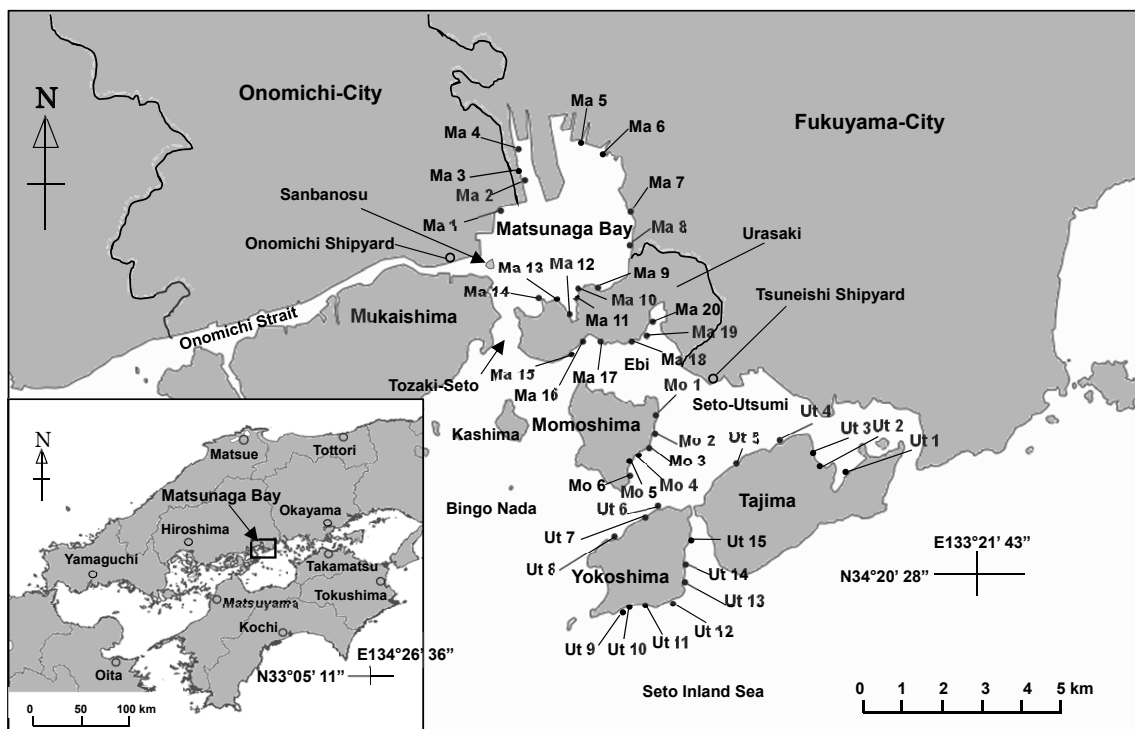 Onomichi-City
Fukuyama-City
N
Ma 5
Ma 6
Ma 4
Ma 3
Ma 2
Ma 1
Sanbanosu
Ma 7
Matsunaga Bay
Ma 8
Urasaki
Onomichi Shipyard
Ma 12
Ma 13
Ma 9
Ma 14
Ma 10
Tsuneishi Shipyard
Ma 20
Mukaishima
Ma 11
Ma 19
Onomichi Strait
Ma 18
Ebi
Ma 15
Ma 17
Tozaki-Seto
Ma 16
Mo 1
Seto-Utsumi
Ut 4
Kashima
Momoshima
Mo 2
Ut 5
Ut 3
Ut 2
Ut 1
Mo 3
Mo 6
Mo 5
Mo 4
Tajima
Bingo Nada
Ut 6
Ut 7
Ut 15
Ut 8
Yokoshima
Ut 14
Ut 13
Ut 12
Ut 11
Ut 10
Ut 9
E133°21' 43”
N34°20' 28”
Seto Inland Sea
0 1 2 3 4 5 km
N
Matsue
Tottori
Matsunaga Bay
Okayama
Hiroshima
Yamaguchi
Takamatsu
Matsuyama
Tokushima
Kochi
Oita
E134°26' 36”
N33°05' 11”
0 50 100 km